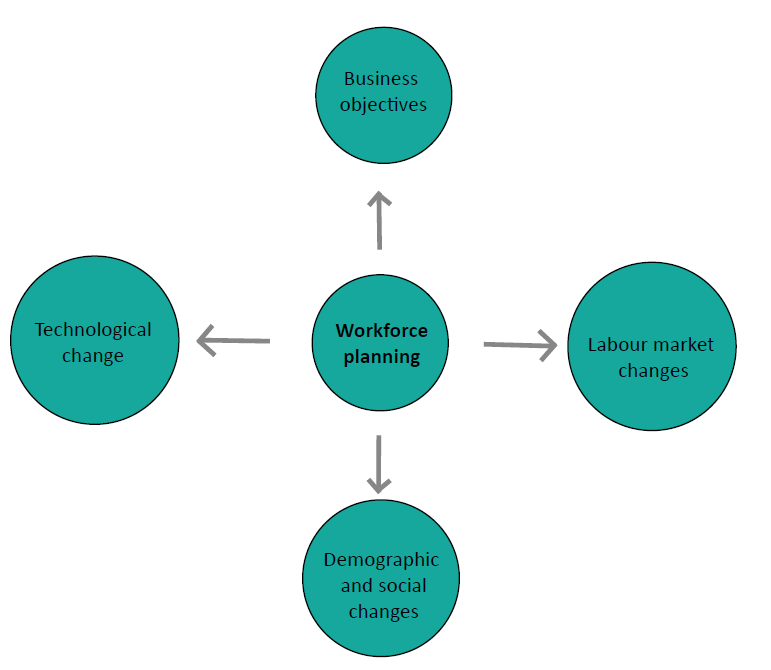 Business
objectives
Technological
change
Workforce
planning
Labour market
changes
Demographic
and social
changes